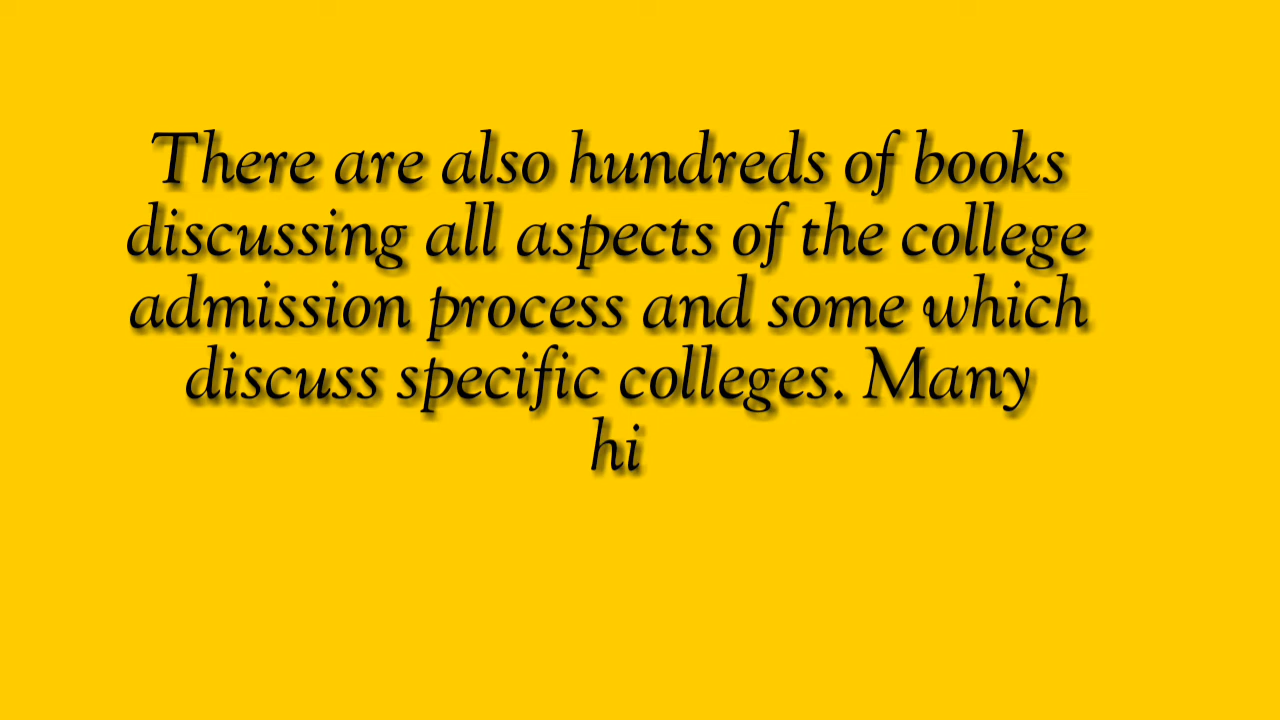 There are also hundreds of books
discussing all aspects of the college
admission process and some which
discuss specific colleges. Many
hi